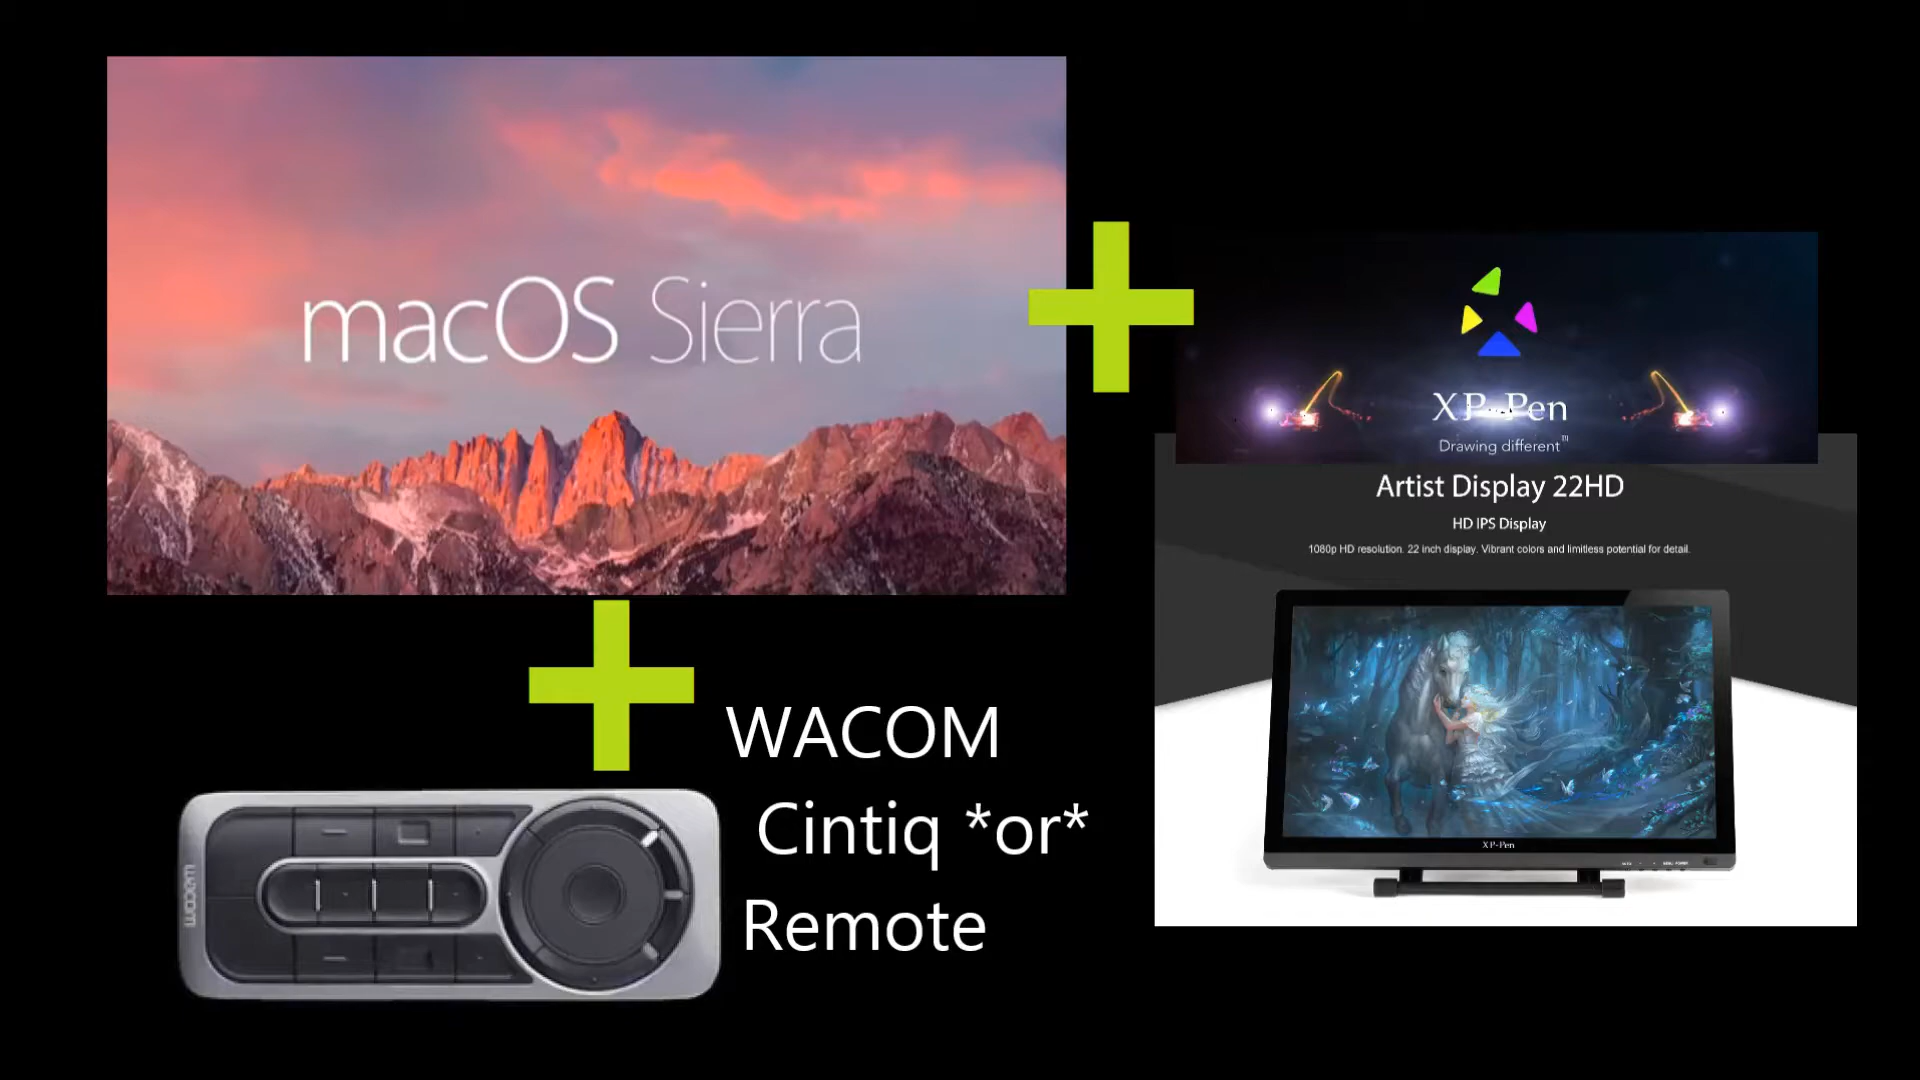 macOS Sierra
XP-Pen
Drawing different™
Artist Display 22HD
HD IPS Display
1080p HD resolution. 22 inch display. Vibrant colors and limitless potential for detail.
XP-Pen
WACOM
Cintiq *or*
Remote
wacom